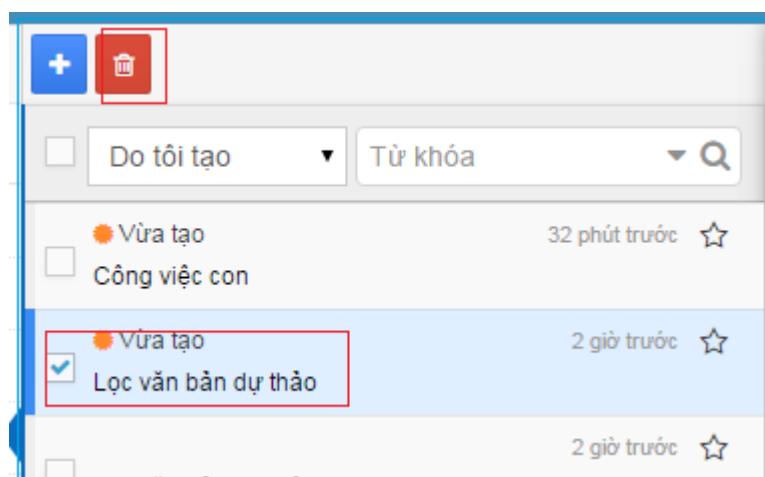 Do tôi tạo
Từ khóa
Vừa tạo
32 phút trước
Công việc con
Vừa tạo
2 giờ trước
Lọc văn bản dự thảo
2 giờ trước